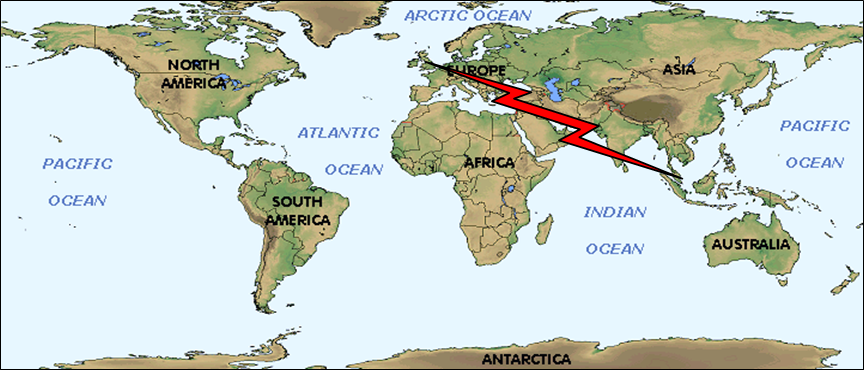 ARCTIC OCEAN
NORTH
AMERICA
EUROPE
ASIA
ATLANTIC
OCEAN
PACIFIC
OCEAN
PACIFIC
OCEAN
AFRICA
SOUTH
AMERICA
INDIAN
OCEAN
AUSTRALIA
ANTARCTICA